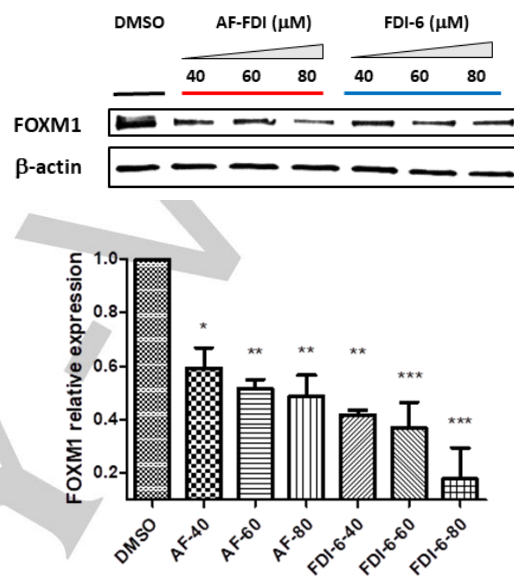 DMSO AF-FDI (μM) FDI-6 (μM)
40 60 80 40 60 80
FOXM1
β-actin
FOXM1 relative expression
1.0
0.8
0.6
0.4
0.2
* ** ** ** *** ***
DMSO AF-40 AF-60 AF-80 FDI-6-40 FDI-6-60 FDI-6-80